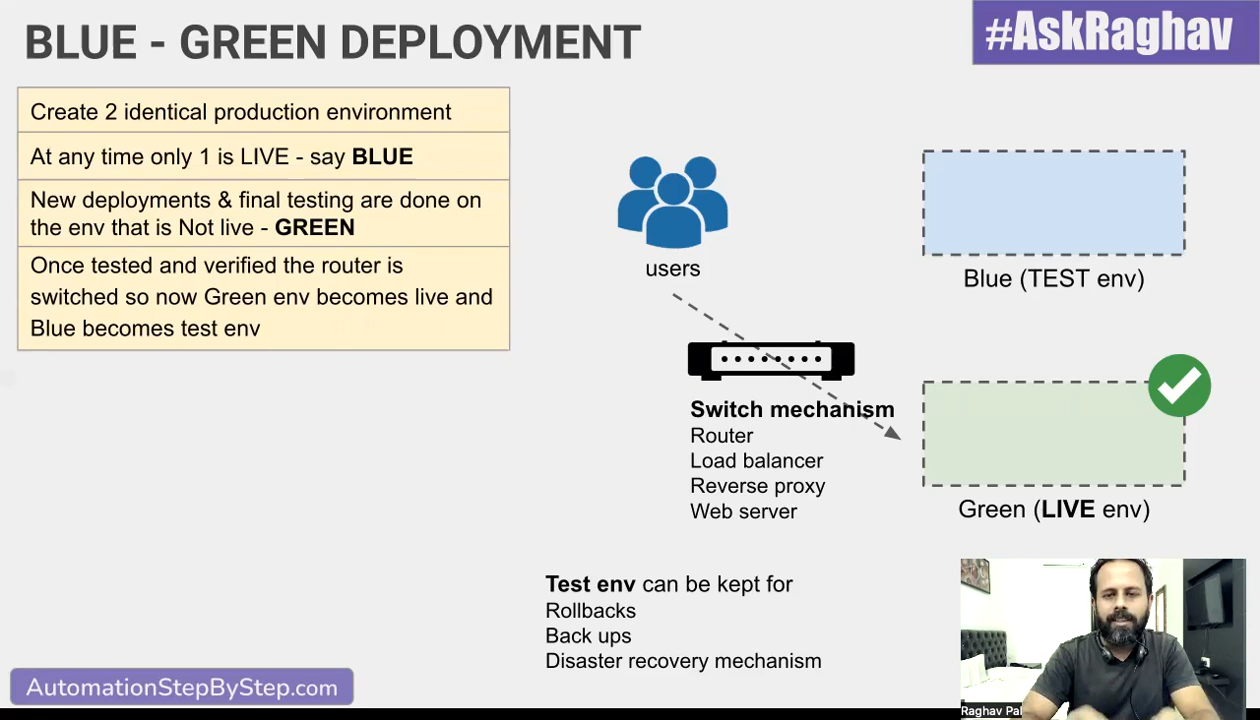 BLUE - GREEN DEPLOYMENT
#AskRaghav
Create 2 identical production environment
At any time only 1 is LIVE - say BLUE
New deployments & final testing are done on
the env that is Not live - GREEN
Once tested and verified the router is
switched so now Green env becomes live and
Blue becomes test env
users
Blue (TEST env)
Switch mechanism
Router
Load balancer
Reverse proxy
Web server
Green (LIVE env)
Test env can be kept for
Rollbacks
Back ups
Disaster recovery mechanism
AutomationStepByStep.com
Raghav Pal